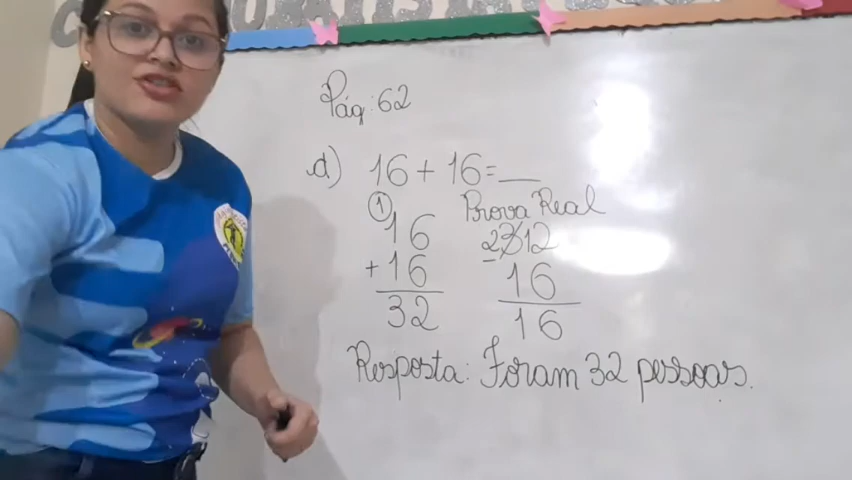 Pág: 62
d) 16 + 16 = ___
① Prova Real
16 2 3 12
+ 16 - 16
32 16
Resposta: Foram 32 pessoas.